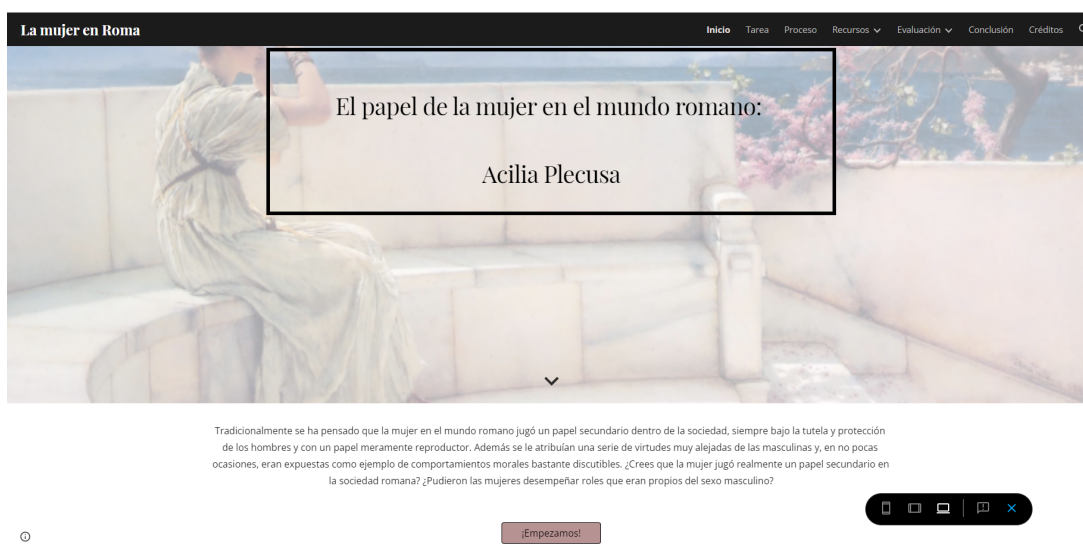 La mujer en Roma
Inicio Tarea Proceso Recursos Evaluación Conclusión Créditos
El papel de la mujer en el mundo romano:
Acilia Plecusa
Tradicionalmente se ha pensado que la mujer en el mundo romano jugó un papel secundario dentro de la sociedad, siempre bajo la tutela y protección
de los hombres y con un papel meramente reproductor. Además se le atribuían una serie de virtudes muy alejadas de las masculinas y, en no pocas
ocasiones, eran expuestas como ejemplo de comportamientos morales bastante discutibles. ¿Crees que la mujer jugó realmente un papel secundario en
la sociedad romana? ¿Pudieron las mujeres desempeñar roles que eran propios del sexo masculino?
¡Empezamos!